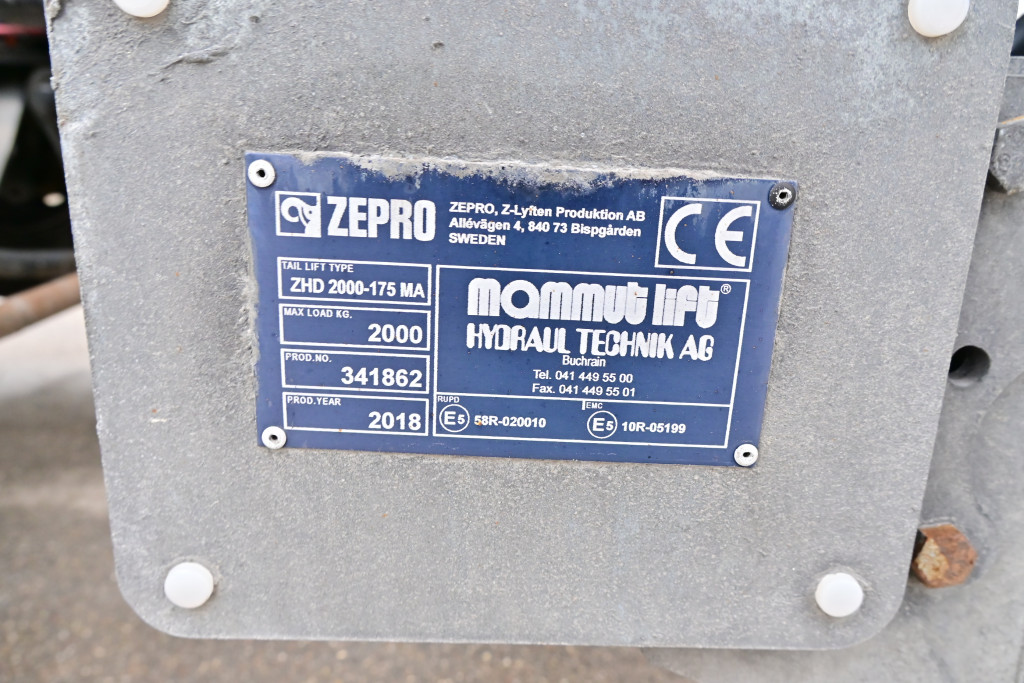 ZEPRO
ZEPRO, Z-Lyften Produktion AB
Allévägen 4, 840 73 Bispgården
SWEDEN
CE
TAIL LIFT TYPE
ZHD 2000-175 MA
MAX LOAD KG.
2000
PROD.NO.
341862
PROD.YEAR
2018
mammut lift®
HYDRAUL TECHNIK AG
Buchrain
Tel. 041 449 55 00
Fax. 041 449 55 01
RUPD
E5 58R-020010
EMC
E5 10R-05199